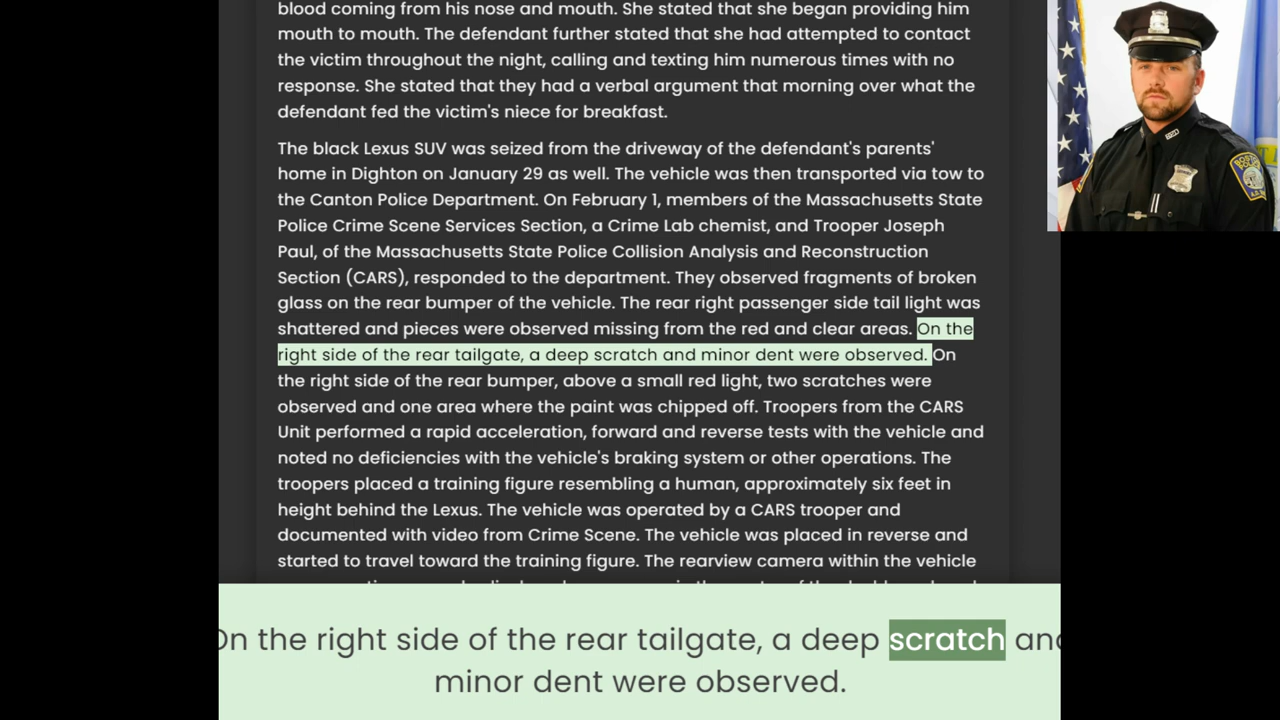 blood coming from his nose and mouth. She stated that she began providing him
mouth to mouth. The defendant further stated that she had attempted to contact
the victim throughout the night, calling and texting him numerous times with no
response. She stated that they had a verbal argument that morning over what the
defendant fed the victim's niece for breakfast.
The black Lexus SUV was seized from the driveway of the defendant's parents'
home in Dighton on January 29 as well. The vehicle was then transported via tow to
the Canton Police Department. On February 1, members of the Massachusetts State
Police Crime Scene Services Section, a Crime Lab chemist, and Trooper Joseph
Paul, of the Massachusetts State Police Collision Analysis and Reconstruction
Section (CARS), responded to the department. They observed fragments of broken
glass on the rear bumper of the vehicle. The rear right passenger side tail light was
shattered and pieces were observed missing from the red and clear areas. On the
right side of the rear tailgate, a deep scratch and minor dent were observed. On
the right side of the rear bumper, above a small red light, two scratches were
observed and one area where the paint was chipped off. Troopers from the CARS
Unit performed a rapid acceleration, forward and reverse tests with the vehicle and
noted no deficiencies with the vehicle's braking system or other operations. The
troopers placed a training figure resembling a human, approximately six feet in
height behind the Lexus. The vehicle was operated by a CARS trooper and
documented with video from Crime Scene. The vehicle was placed in reverse and
started to travel toward the training figure. The rearview camera within the vehicle
On the right side of the rear tailgate, a deep scratch and
minor dent were observed.